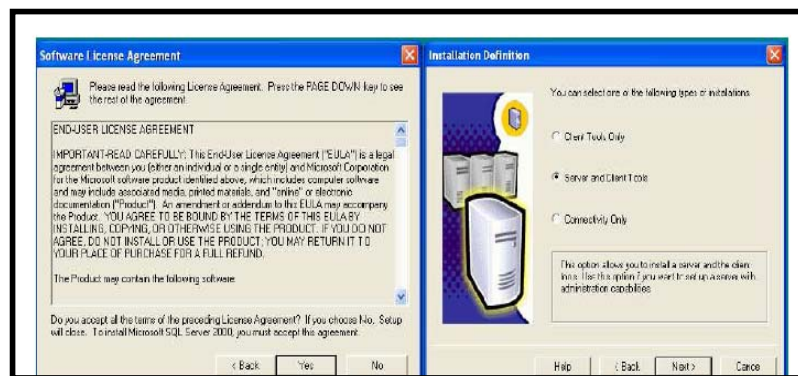 Software License Agreement
Please read the following License Agreement. Press the PAGE DOWN key to see
the rest of the agreement.
END-USER LICENSE AGREEMENT
IMPORTANT-READ CAREFULLY: This End-User License Agreement ("EULA") is a legal
agreement between you (either an individual or a single entity) and Microsoft Corporation
for the Microsoft software product identified above, which includes computer software
and may include associated media, printed materials, and "online" or electronic
documentation ("Product"). An amendment or addendum to this EULA may accompany
the Product. YOU AGREE TO BE BOUND BY THE TERMS OF THIS EULA BY
INSTALLING, COPYING, OR OTHERWISE USING THE PRODUCT. IF YOU DO NOT
AGREE, DO NOT INSTALL OR USE THE PRODUCT; YOU MAY RETURN IT TO
YOUR PLACE OF PURCHASE FOR A FULL REFUND.
The Product may contain the following software:
Do you accept all the terms of the preceding License Agreement? If you choose No, Setup
will close. To install Microsoft SQL Server 2000, you must accept this agreement.
< Back
Yes
No
Installation Definition
You can select one of the following types of installations.
Client Tools Only
Server and Client Tools
Connectivity Only
This option allows you to install a server and the client
tools. Use this option if you want to set up a server with
administration capabilities.
Help
< Back
Next >
Cancel